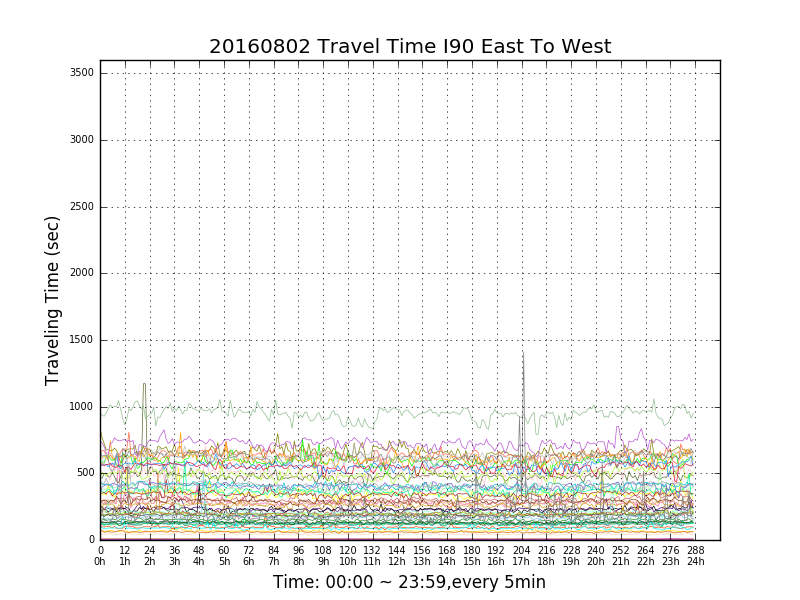 20160802 Travel Time I90 East To West
3500
3000
2500
2000
1500
1000
500
0
Traveling Time (sec)
0 12 24 36 48 60 72 84 96 108 120 132 144 156 168 180 192 204 216 228 240 252 264 276 288
0h 1h 2h 3h 4h 5h 6h 7h 8h 9h 10h 11h 12h 13h 14h 15h 16h 17h 18h 19h 20h 21h 22h 23h 24h
Time: 00:00 ~ 23:59,every 5min